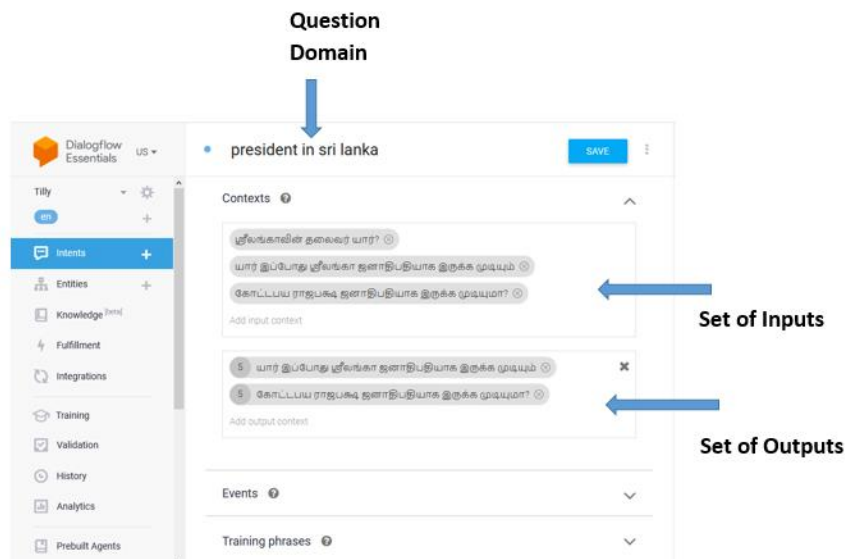 Question
Domain
Dialogflow
Essentials
US
president in sri lanka
SAVE
Tilly
en
Intents
Entities
Knowledge [beta]
Fulfillment
Integrations
Training
Validation
History
Analytics
Prebuilt Agents
Contexts
ஸ்ரீலங்காவின் தலைவர் யார்?
யார் இப்போது ஸ்ரீலங்கா ஜனாதிபதியாக இருக்க முடியும்
கோட்டபய ராஜபக்ஷ ஜனாதிபதியாக இருக்க முடியுமா?
Add input context
5 யார் இப்போது ஸ்ரீலங்கா ஜனாதிபதியாக இருக்க முடியும்
5 கோட்டபய ராஜபக்ஷ ஜனாதிபதியாக இருக்க முடியுமா?
Add output context
Events
Training phrases
Set of Inputs
Set of Outputs